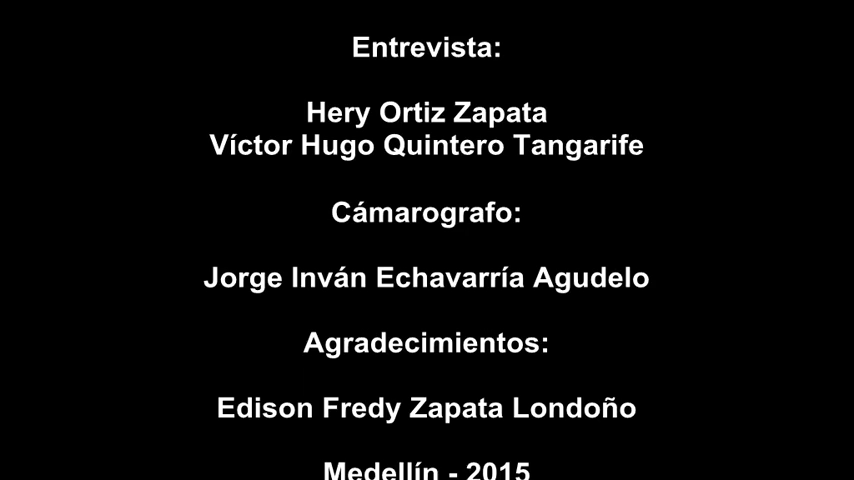 Entrevista:
Hery Ortiz Zapata
Víctor Hugo Quintero Tangarife
Cámarografo:
Jorge Inván Echavarría Agudelo
Agradecimientos:
Edison Fredy Zapata Londoño
Medellín - 2015